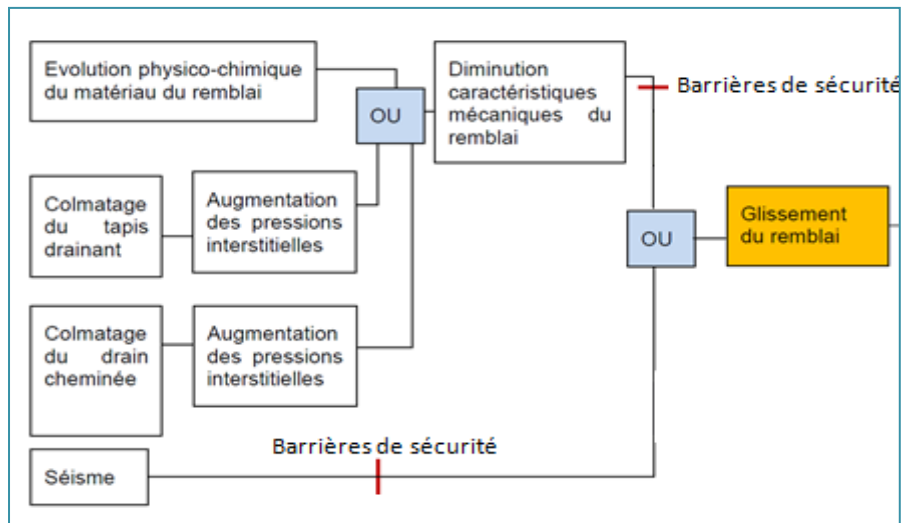 Evolution physico-chimique
du matériau du remblai
OU
Diminution
caractéristiques
mécaniques du
remblai
Barrières de sécurité
Colmatage
du tapis
drainant
Augmentation
des pressions
interstitielles
OU
Glissement
du remblai
Colmatage
du drain
cheminée
Augmentation
des pressions
interstitielles
Barrières de sécurité
Séisme